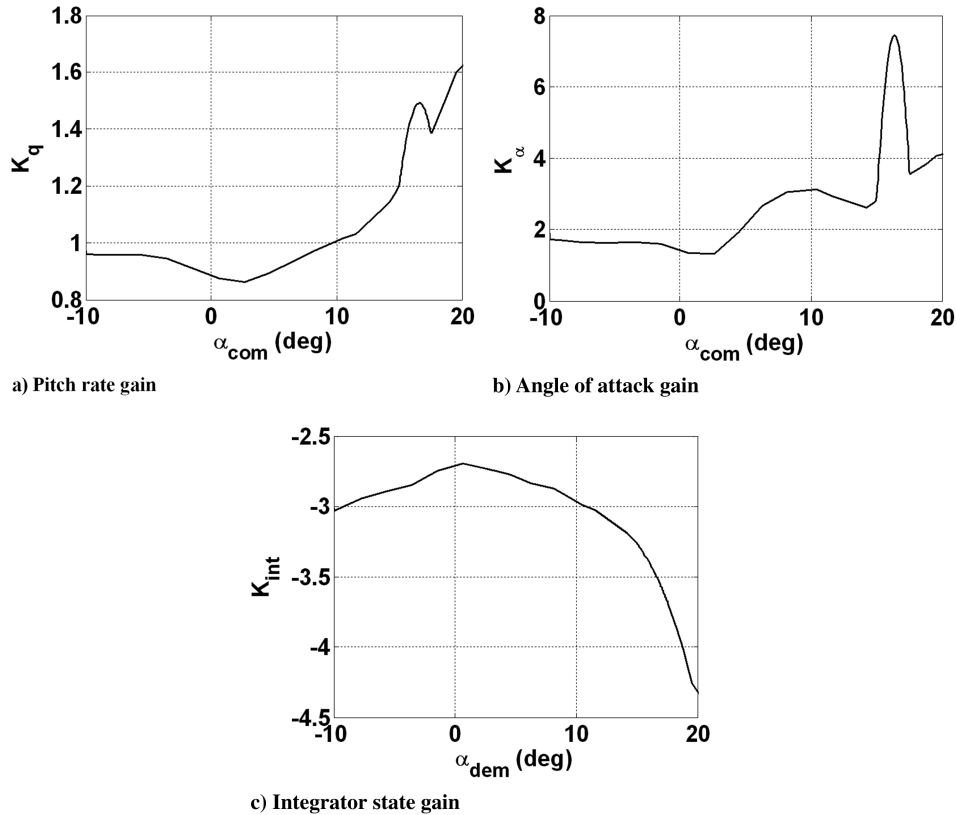 1.8
1.6
1.4
1.2
1
0.8
-10 0 10 20
K_q
α_com (deg)
a) Pitch rate gain
8
6
4
2
0
-10 0 10 20
K_α
α_com (deg)
b) Angle of attack gain
-2.5
-3
-3.5
-4
-4.5
-10 0 10 20
K_int
α_dem (deg)
c) Integrator state gain